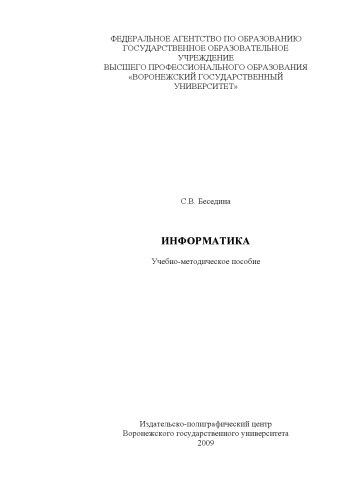 ФЕДЕРАЛЬНОЕ АГЕНТСТВО ПО ОБРАЗОВАНИЮ
ГОСУДАРСТВЕННОЕ ОБРАЗОВАТЕЛЬНОЕ
УЧРЕЖДЕНИЕ
ВЫСШЕГО ПРОФЕССИОНАЛЬНОГО ОБРАЗОВАНИЯ
«ВОРОНЕЖСКИЙ ГОСУДАРСТВЕННЫЙ
УНИВЕРСИТЕТ»
С.В. Беседина
ИНФОРМАТИКА
Учебно-методическое пособие
Издательско-полиграфический центр
Воронежского государственного университета
2009